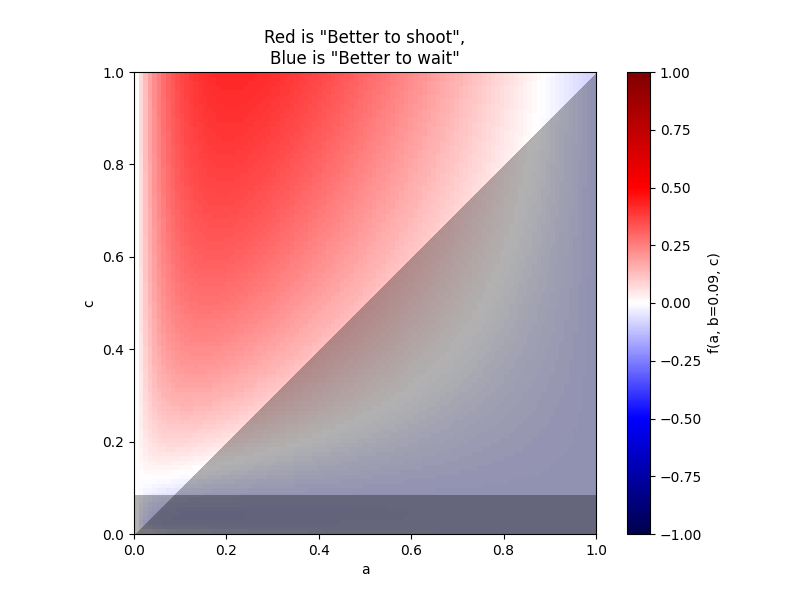 Red is "Better to shoot",
Blue is "Better to wait"
1.0
0.8
0.6
0.4
0.2
0.0
c
0.0 0.2 0.4 0.6 0.8 1.0
a
1.00
0.75
0.50
0.25
0.00
−0.25
−0.50
−0.75
−1.00
f(a, b=0.09, c)